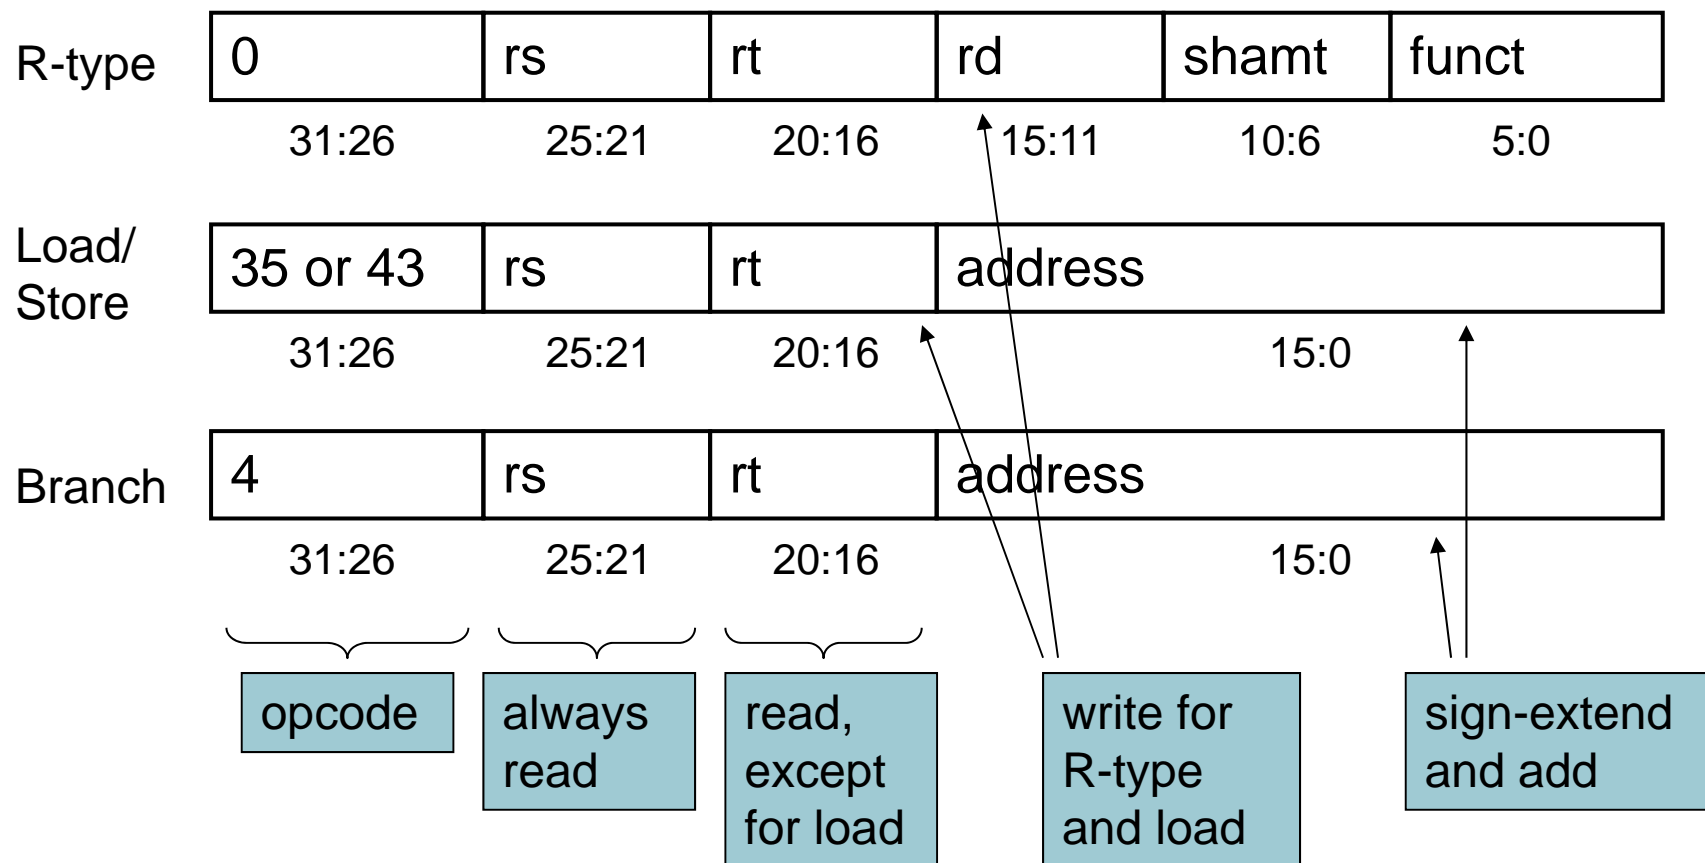 R-type 0 rs rt rd shamt funct
31:26 25:21 20:16 15:11 10:6 5:0
Load/
Store
35 or 43 rs rt address
31:26 25:21 20:16 15:0
Branch 4 rs rt address
31:26 25:21 20:16 15:0
opcode
always
read
read,
except
for load
write for
R-type
and load
sign-extend
and add